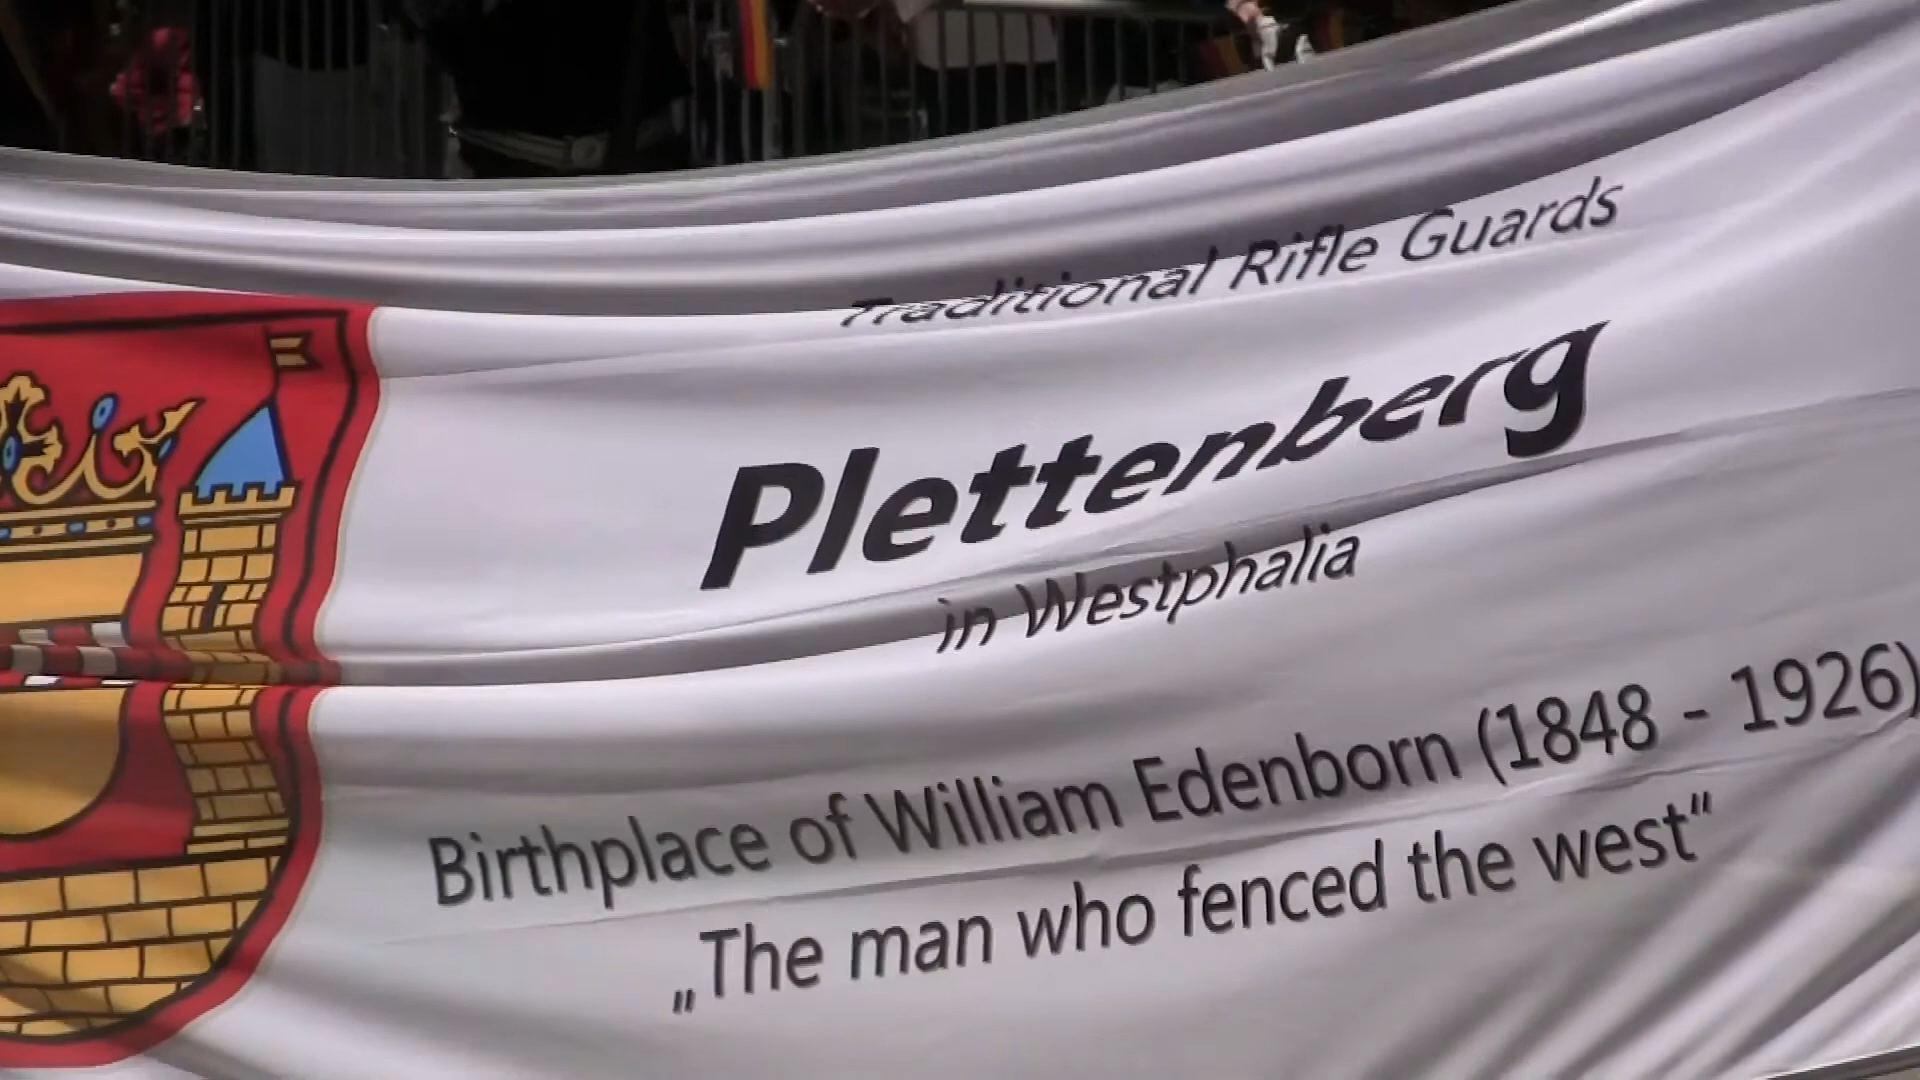 Traditional Rifle Guards
Plettenberg
in Westphalia
Birthplace of William Edenborn (1848 - 1926)
„The man who fenced the west“